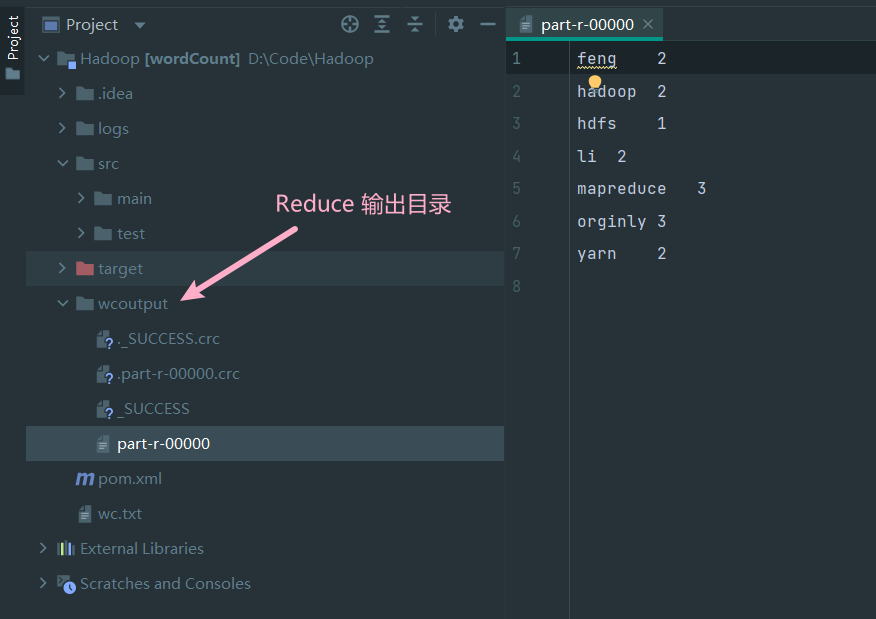 Project
Project
Hadoop [wordCount] D:\Code\Hadoop
.idea
logs
src
main
test
target
wcoutput
._SUCCESS.crc
.part-r-00000.crc
_SUCCESS
part-r-00000
pom.xml
wc.txt
External Libraries
Scratches and Consoles
Reduce 输出目录
part-r-00000
1 feng 2
2 hadoop 2
3 hdfs 1
4 li 2
5 mapreduce 3
6 orginly 3
7 yarn 2
8